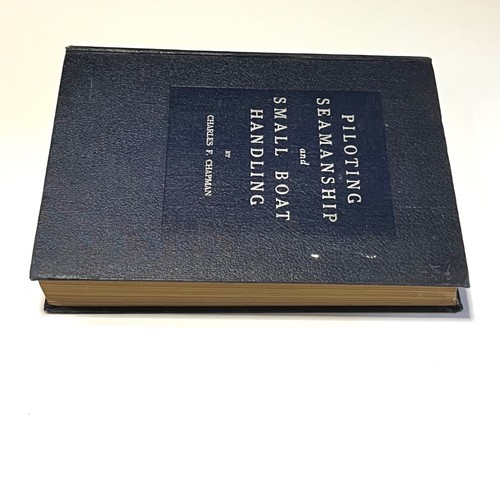 PILOTING
SEAMANSHIP
and
SMALL BOAT
HANDLING
BY
CHARLES F. CHAPMAN